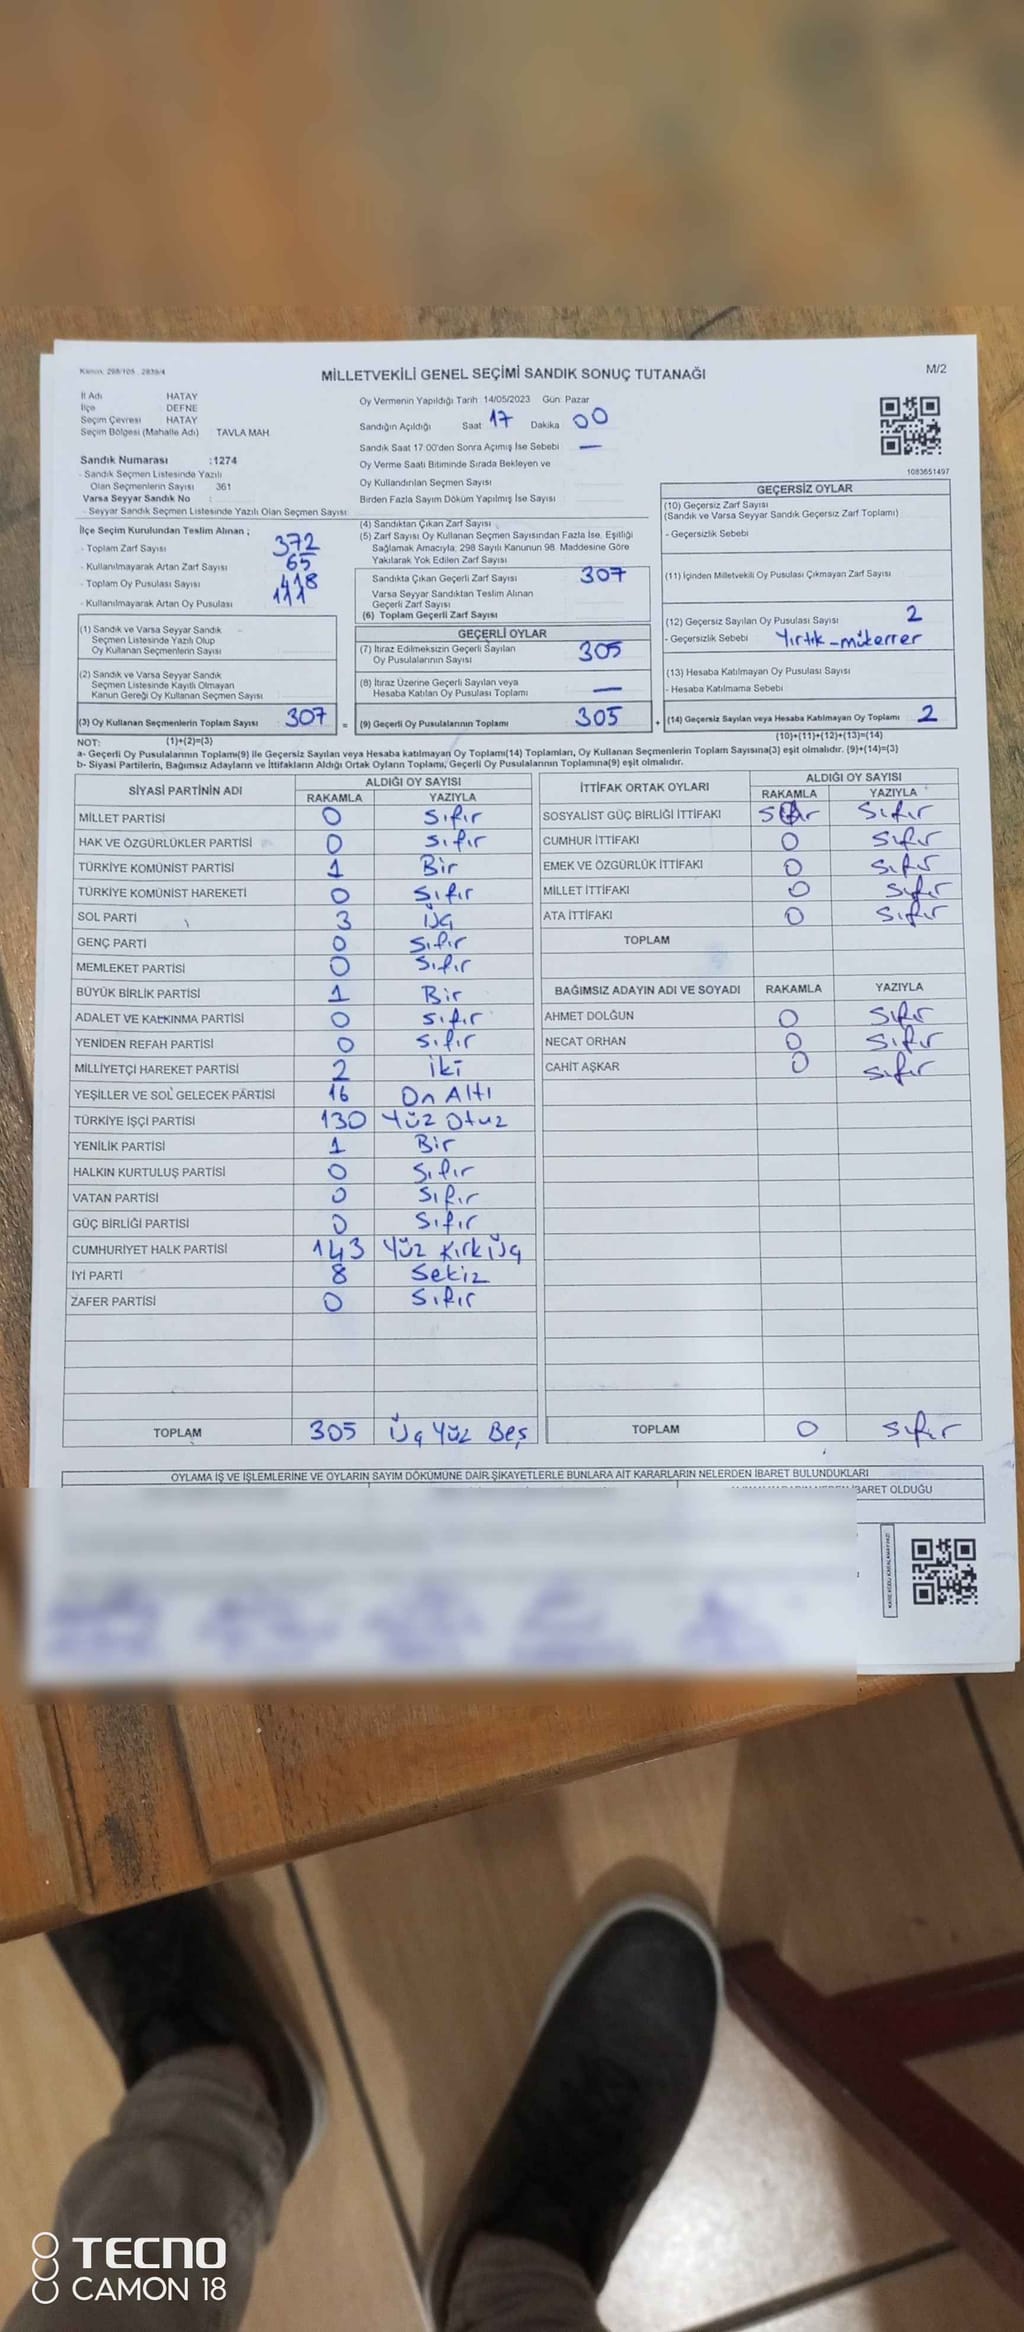 Kanun: 298/105 , 2839/4
MİLLETVEKİLİ GENEL SEÇİMİ SANDIK SONUÇ TUTANAĞI
M/2
İl Adı HATAY
İlçe DEFNE
Seçim Çevresi HATAY
Seçim Bölgesi (Mahalle Adı) TAVLA MAH.
Sandık Numarası :1274
- Sandık Seçmen Listesinde Yazılı
Olan Seçmenlerin Sayısı 361
Varsa Seyyar Sandık No :
- Seyyar Sandık Seçmen Listesinde Yazılı Olan Seçmen Sayısı:
Oy Vermenin Yapıldığı Tarih 14/05/2023 Gün: Pazar
Sandığın Açıldığı Saat 17 Dakika 00
Sandık Saat 17:00'den Sonra Açımış İse Sebebi —
Oy Verme Saati Bitiminde Sırada Bekleyen ve
Oy Kullandırılan Seçmen Sayısı
Birden Fazla Sayım Döküm Yapılmış İse Sayısı
1083651497
İlçe Seçim Kurulundan Teslim Alınan ;
- Toplam Zarf Sayısı 372
- Kullanılmayarak Artan Zarf Sayısı 65
- Toplam Oy Pusulası Sayısı 418
- Kullanılmayarak Artan Oy Pusulası 111
(1) Sandık ve Varsa Seyyar Sandık
Seçmen Listesinde Yazılı Olup
Oy Kullanan Seçmenlerin Sayısı
(2) Sandık ve Varsa Seyyar Sandık
Seçmen Listesinde Kayıtlı Olmayan
Kanun Gereği Oy Kullanan Seçmen Sayısı
(3) Oy Kullanan Seçmenlerin Toplam Sayısı 307 =
(1)+(2)=(3)
(4) Sandıktan Çıkan Zarf Sayısı
(5) Zarf Sayısı Oy Kullanan Seçmen Sayısından Fazla İse, Eşitliği
Sağlamak Amacıyla, 298 Sayılı Kanunun 98. Maddesine Göre
Yakılarak Yok Edilen Zarf Sayısı
Sandıkta Çıkan Geçerli Zarf Sayısı 307
Varsa Seyyar Sandıktan Teslim Alınan
Geçerli Zarf Sayısı
(6) Toplam Geçerli Zarf Sayısı
GEÇERLİ OYLAR
(7) İtiraz Edilmeksizin Geçerli Sayılan
Oy Pusulalarının Sayısı 305
(8) İtiraz Üzerine Geçerli Sayılan veya
Hesaba Katılan Oy Pusulası Toplamı —
(9) Geçerli Oy Pusulalarının Toplamı 305 +
GEÇERSİZ OYLAR
(10) Geçersiz Zarf Sayısı
(Sandık ve Varsa Seyyar Sandık Geçersiz Zarf Toplamı)
- Geçersizlik Sebebi
(11) İçinden Milletvekili Oy Pusulası Çıkmayan Zarf Sayısı
(12) Geçersiz Sayılan Oy Pusulası Sayısı 2
- Geçersizlik Sebebi Yırtık-mükerrer
(13) Hesaba Katılmayan Oy Pusulası Sayısı
- Hesaba Katılmama Sebebi
(14) Geçersiz Sayılan veya Hesaba Katılmayan Oy Toplamı 2
(10)+(11)+(12)+(13)=(14)
NOT:
a- Geçerli Oy Pusulalarının Toplamı(9) ile Geçersiz Sayılan veya Hesaba katılmayan Oy Toplamı(14) Toplamları, Oy Kullanan Seçmenlerin Toplam Sayısına(3) eşit olmalıdır. (9)+(14)=(3)
b- Siyasi Partilerin, Bağımsız Adayların ve İttifakların Aldığı Ortak Oyların Toplamı, Geçerli Oy Pusulalarının Toplamına(9) eşit olmalıdır.
SİYASİ PARTİNİN ADI ALDIĞI OY SAYISI
RAKAMLA YAZIYLA
MİLLET PARTİSİ 0 Sıfır
HAK VE ÖZGÜRLÜKLER PARTİSİ 0 Sıfır
TÜRKİYE KOMÜNİST PARTİSİ 1 Bir
TÜRKİYE KOMÜNİST HAREKETİ 0 Sıfır
SOL PARTİ 3 Üç
GENÇ PARTİ 0 Sıfır
MEMLEKET PARTİSİ 0 Sıfır
BÜYÜK BİRLİK PARTİSİ 1 Bir
ADALET VE KALKINMA PARTİSİ 0 Sıfır
YENİDEN REFAH PARTİSİ 0 Sıfır
MİLLİYETÇİ HAREKET PARTİSİ 2 İki
YEŞİLLER VE SOL GELECEK PARTİSİ 16 On Altı
TÜRKİYE İŞÇİ PARTİSİ 130 Yüz Otuz
YENİLİK PARTİSİ 1 Bir
HALKIN KURTULUŞ PARTİSİ 0 Sıfır
VATAN PARTİSİ 0 Sıfır
GÜÇ BİRLİĞİ PARTİSİ 0 Sıfır
CUMHURİYET HALK PARTİSİ 143 Yüz Kırk Üç
İYİ PARTİ 8 Sekiz
ZAFER PARTİSİ 0 Sıfır
TOPLAM 305 Üç Yüz Beş
İTTİFAK ORTAK OYLARI ALDIĞI OY SAYISI
RAKAMLA YAZIYLA
SOSYALİST GÜÇ BİRLİĞİ İTTİFAKI 0 Sıfır
CUMHUR İTTİFAKI 0 Sıfır
EMEK VE ÖZGÜRLÜK İTTİFAKI 0 Sıfır
MİLLET İTTİFAKI 0 Sıfır
ATA İTTİFAKI 0 Sıfır
TOPLAM
BAĞIMSIZ ADAYIN ADI VE SOYADI RAKAMLA YAZIYLA
AHMET DOLĞUN 0 Sıfır
NECAT ORHAN 0 Sıfır
CAHİT AŞKAR 0 Sıfır
TOPLAM 0 Sıfır
OYLAMA İŞ VE İŞLEMLERİNE VE OYLARIN SAYIM DÖKÜMÜNE DAİR ŞİKAYETLERLE BUNLARA AİT KARARLARIN NELERDEN İBARET BULUNDUKLARI
İBARET OLDUĞU
TECNO
CAMON 18